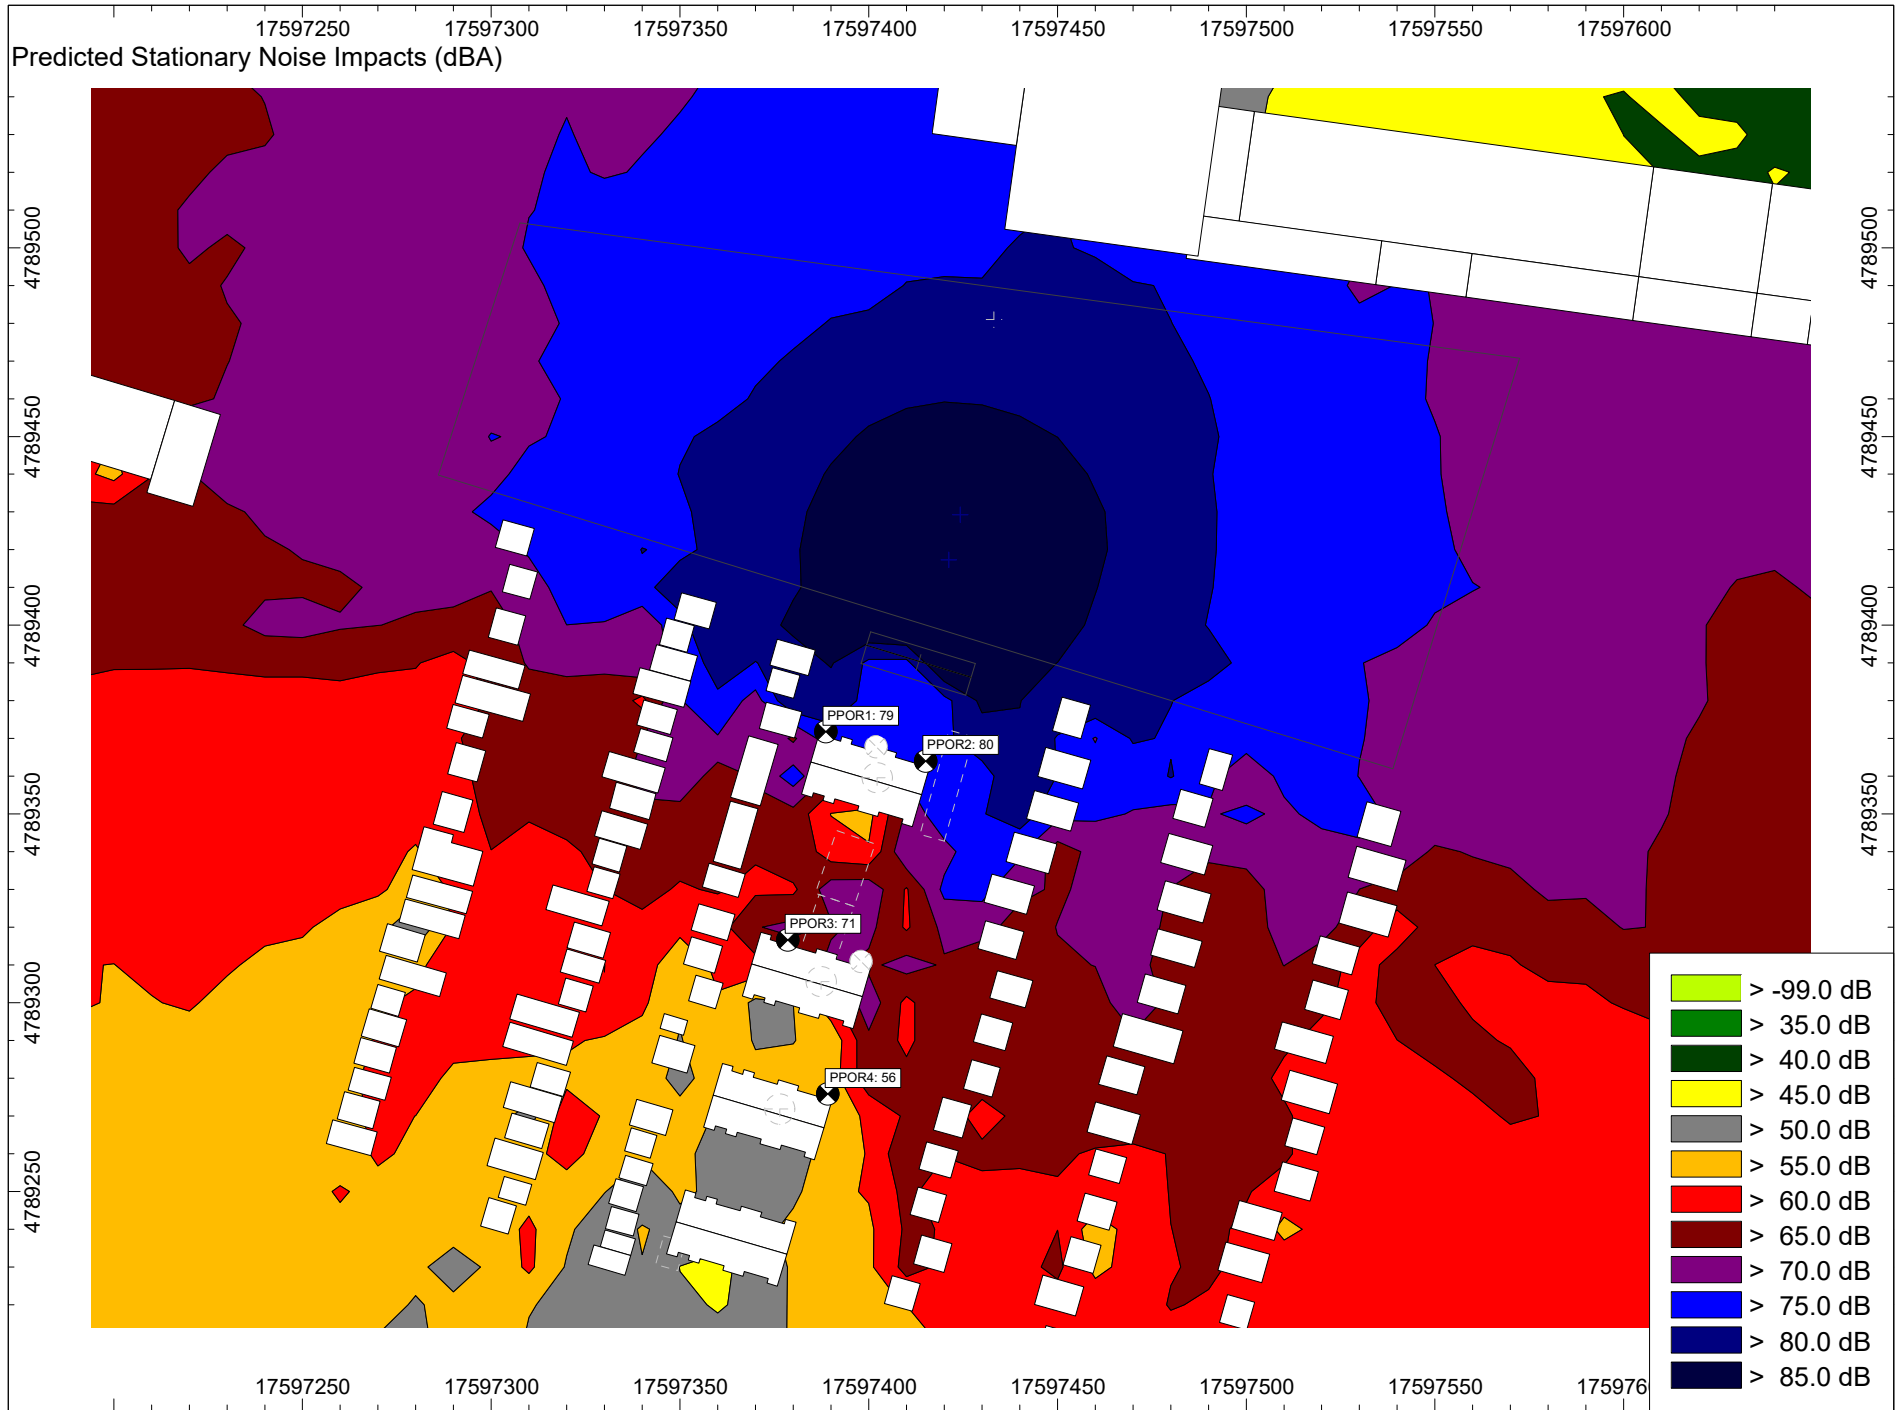 17597250 17597300 17597350 17597400 17597450 17597500 17597550 17597600
Predicted Stationary Noise Impacts (dBA)
4789500 4789500
4789450 4789450
4789400 4789400
PPOR1: 79
PPOR2: 80
4789350 4789350
PPOR3: 71
4789300
PPOR4: 56
4789250
> -99.0 dB
> 35.0 dB
> 40.0 dB
> 45.0 dB
> 50.0 dB
> 55.0 dB
> 60.0 dB
> 65.0 dB
> 70.0 dB
> 75.0 dB
> 80.0 dB
> 85.0 dB
17597250 17597300 17597350 17597400 17597450 17597500 17597550 175976